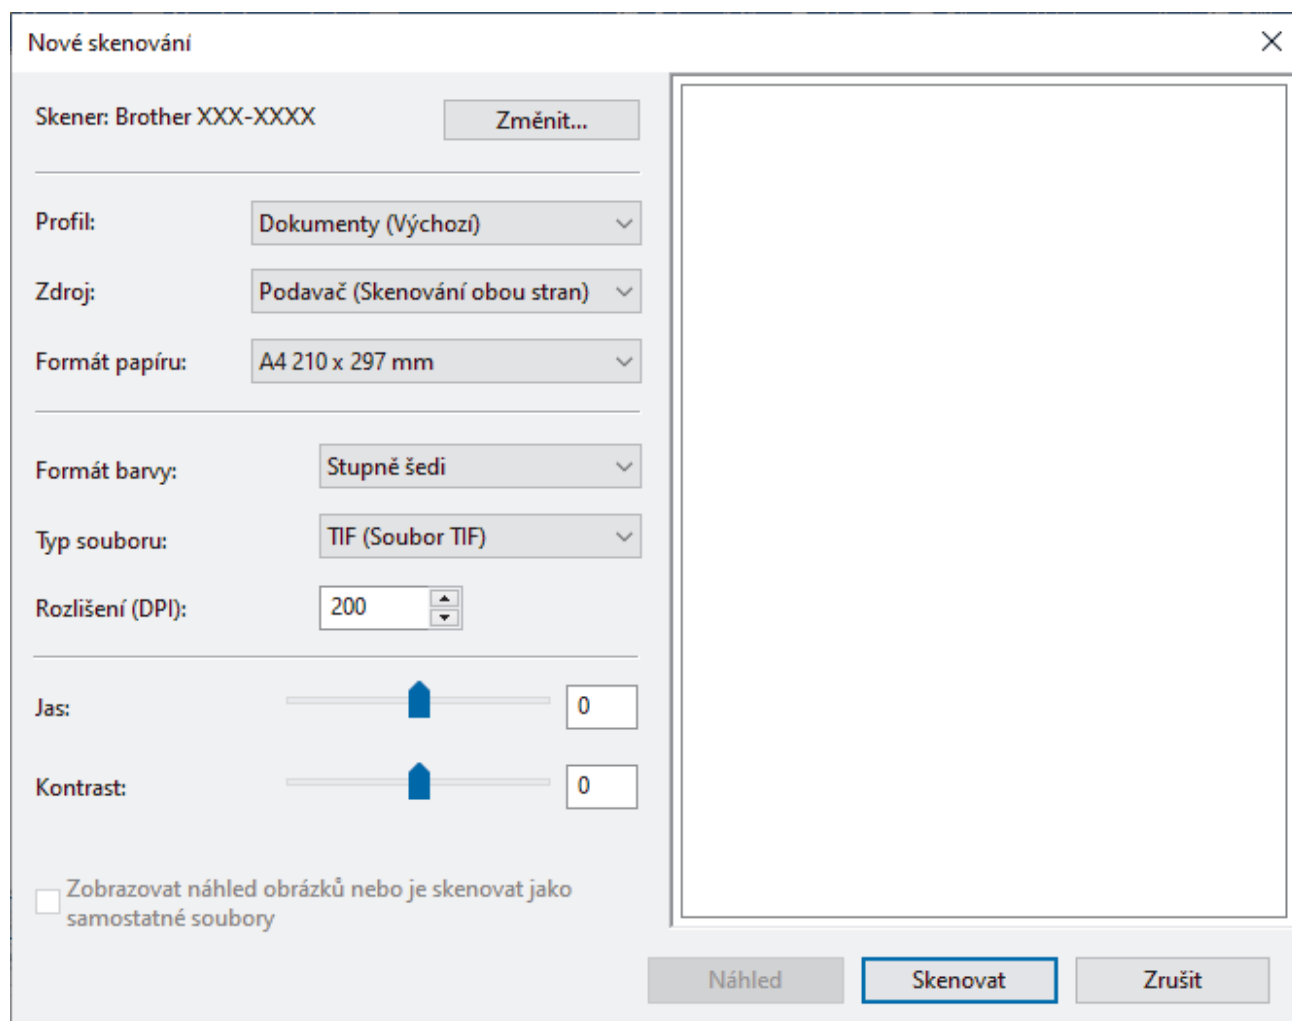 Nové skenování
Skener: Brother XXX-XXXX
Změnit...
Profil:
Dokumenty (Výchozí)
Zdroj:
Podavač (Skenování obou stran)
Formát papíru:
A4 210 x 297 mm
Formát barvy:
Stupně šedi
Typ souboru:
TIF (Soubor TIF)
Rozlišení (DPI):
200
Jas:
0
Kontrast:
0
Zobrazovat náhled obrázků nebo je skenovat jako
samostatné soubory
Náhled
Skenovat
Zrušit